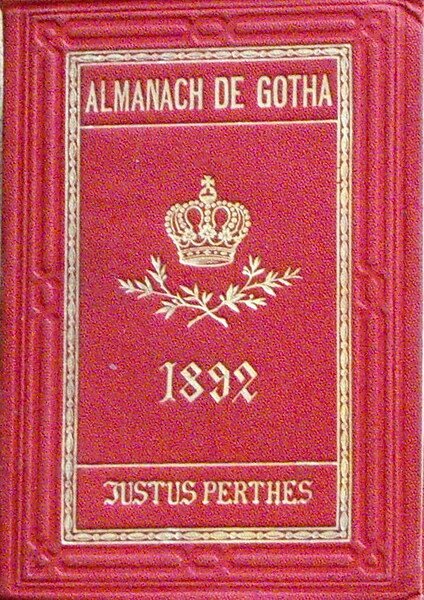 ALMANACH DE GOTHA
1892
JUSTUS PERTHES